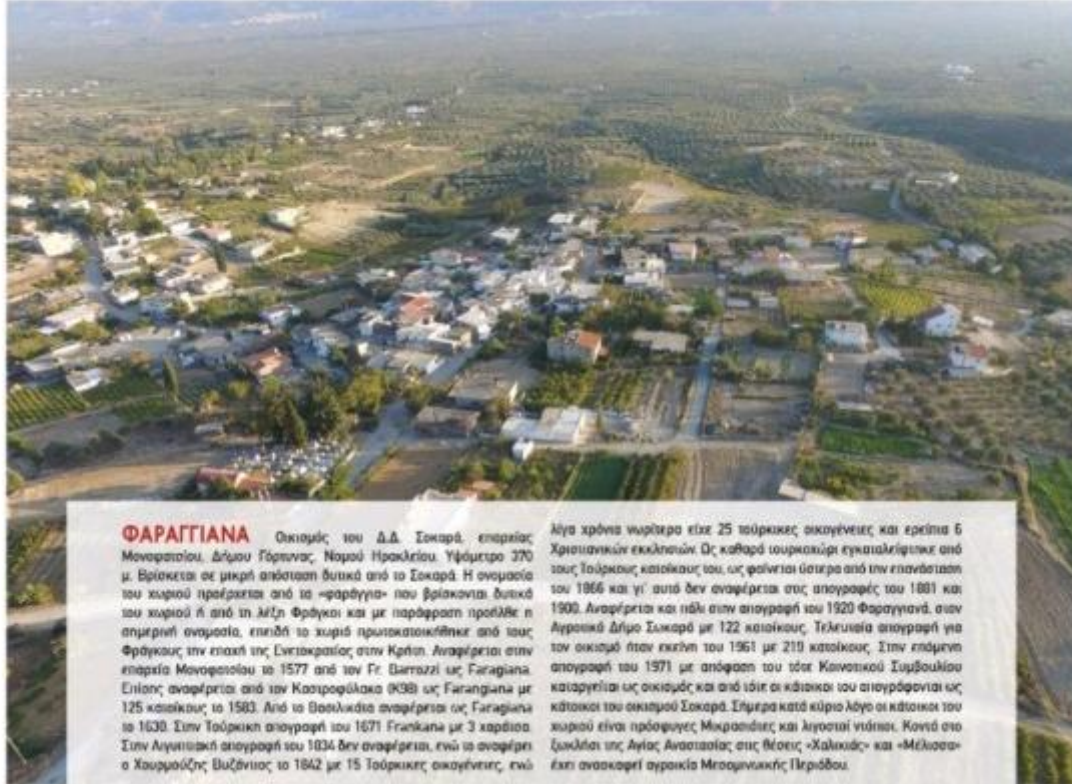 ΦΑΡΑΓΓΙΑΝΑ Οικισμός του Δ.Δ. Σοκαρά, επαρχίας
Μονοφατσίου, Δήμου Γόρτυνας, Νομού Ηρακλείου. Υψόμετρο 370
μ. Βρίσκεται σε μικρή απόσταση δυτικά από το Σοκαρά. Η ονομασία
του χωριού προέρχεται από τα «φαράγγια» που βρίσκονται δυτικά
του χωριού ή από τη λέξη Φράγκοι και με παράφραση προήλθε η
σημερινή ονομασία, επειδή το χωριό πρωτοκατοικήθηκε από τους
Φράγκους την εποχή της Ενετοκρατίας στην Κρήτη. Αναφέρεται στην
επαρχία Μονοφατσίου το 1577 από τον Fr. Barrozzi ως Faragiana.
Επίσης αναφέρεται από τον Καστροφύλακα (Κ98) ως Farangiana με
125 κατοίκους το 1583. Από το Βασιλικάτα αναφέρεται ως Faragiana
το 1630. Στην Τούρκικη απογραφή του 1671 Frankana με 3 χαράτσα.
Στην Αιγυπτιακή απογραφή του 1834 δεν αναφέρεται, ενώ το αναφέρει
ο Χουρμούζης Βυζάντιος το 1842 με 15 Τούρκικες οικογένειες, ενώ
λίγα χρόνια νωρίτερα είχε 25 τούρκικες οικογένειες και ερείπια 6
Χριστιανικών εκκλησιών. Ως καθαρά τουρκοχώρι εγκαταλείφτηκε από
τους Τούρκους κατοίκους του, ως φαίνεται ύστερα από την επανάσταση
του 1866 και γι' αυτό δεν αναφέρεται στις απογραφές του 1881 και
1900. Αναφέρεται και πάλι στην απογραφή του 1920 Φαραγγιανά, στον
Αγροτικό Δήμο Σωκαρά με 122 κατοίκους. Τελευταία απογραφή για
τον οικισμό ήταν εκείνη του 1961 με 219 κατοίκους. Στην επόμενη
απογραφή του 1971 με απόφαση του τότε Κοινοτικού Συμβουλίου
καταργείται ως οικισμός και από τότε οι κάτοικοι του απογράφονται ως
κάτοικοι του οικισμού Σοκαρά. Σήμερα κατά κύριο λόγο οι κάτοικοι του
χωριού είναι πρόσφυγες Μικρασιάτες και λιγοστοί ντόπιοι. Κοντά στο
ξωκλήσι της Αγίας Αναστασίας στις θέσεις «Χαλικιάς» και «Μέλισσα»
έχει ανασκαφεί αγροικία Μεσομινωικής Περιόδου.